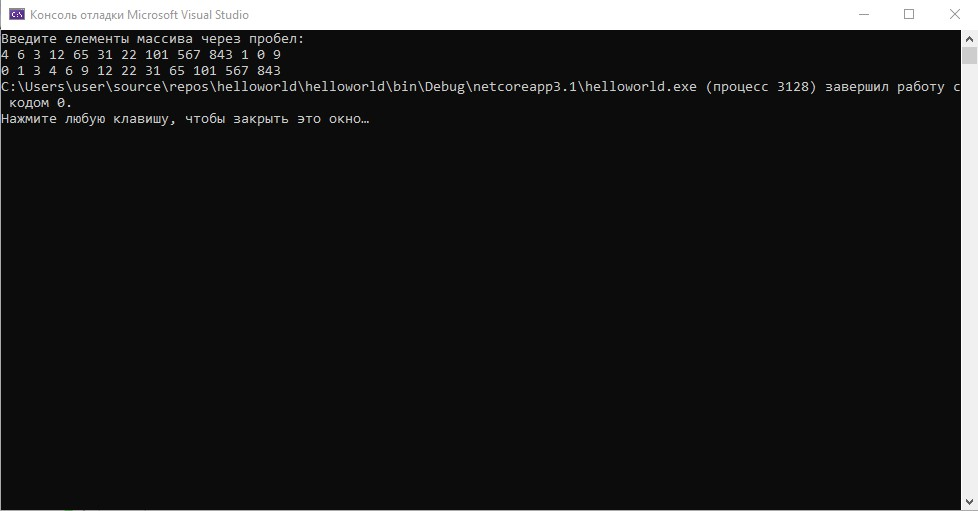 Консоль отладки Microsoft Visual Studio
Введите елементы массива через пробел:
4 6 3 12 65 31 22 101 567 843 1 0 9
0 1 3 4 6 9 12 22 31 65 101 567 843
C:\Users\user\source\repos\helloworld\helloworld\bin\Debug\netcoreapp3.1\helloworld.exe (процесс 3128) завершил работу с
кодом 0.
Нажмите любую клавишу, чтобы закрыть это окно…